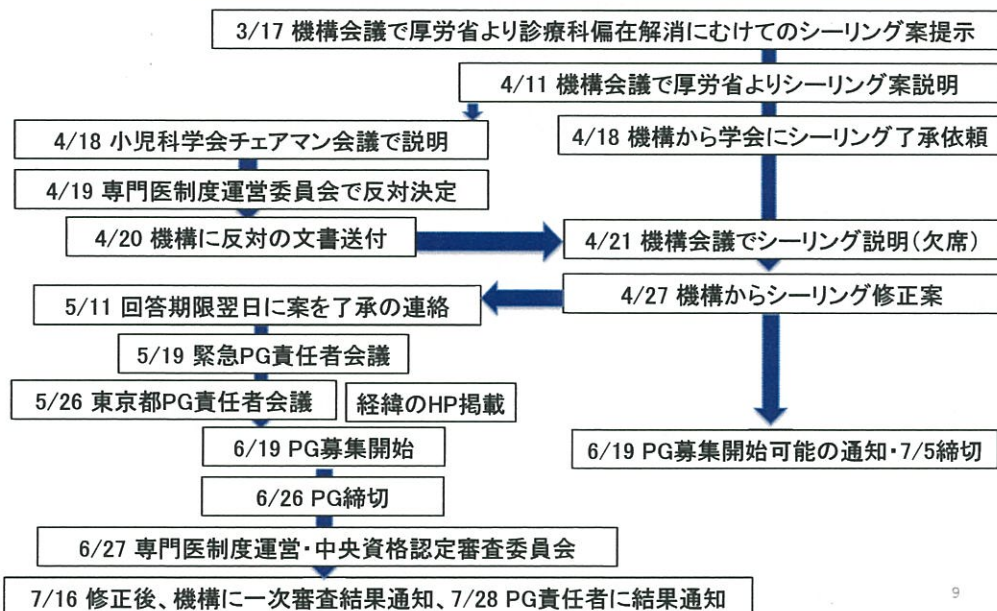 3/17 機構会議で厚労省より診療科偏在解消にむけてのシーリング案提示
4/11 機構会議で厚労省よりシーリング案説明
4/18 小児科学会チェアマン会議で説明
4/18 機構から学会にシーリング了承依頼
4/19 専門医制度運営委員会で反対決定
4/20 機構に反対の文書送付
4/21 機構会議でシーリング説明(欠席)
4/27 機構からシーリング修正案
5/11 回答期限翌日に案を了承の連絡
5/19 緊急PG責任者会議
5/26 東京都PG責任者会議
経緯のHP掲載
6/19 PG募集開始
6/19 PG募集開始可能の通知・7/5締切
6/26 PG締切
6/27 専門医制度運営・中央資格認定審査委員会
7/16 修正後、機構に一次審査結果通知、7/28 PG責任者に結果通知
9